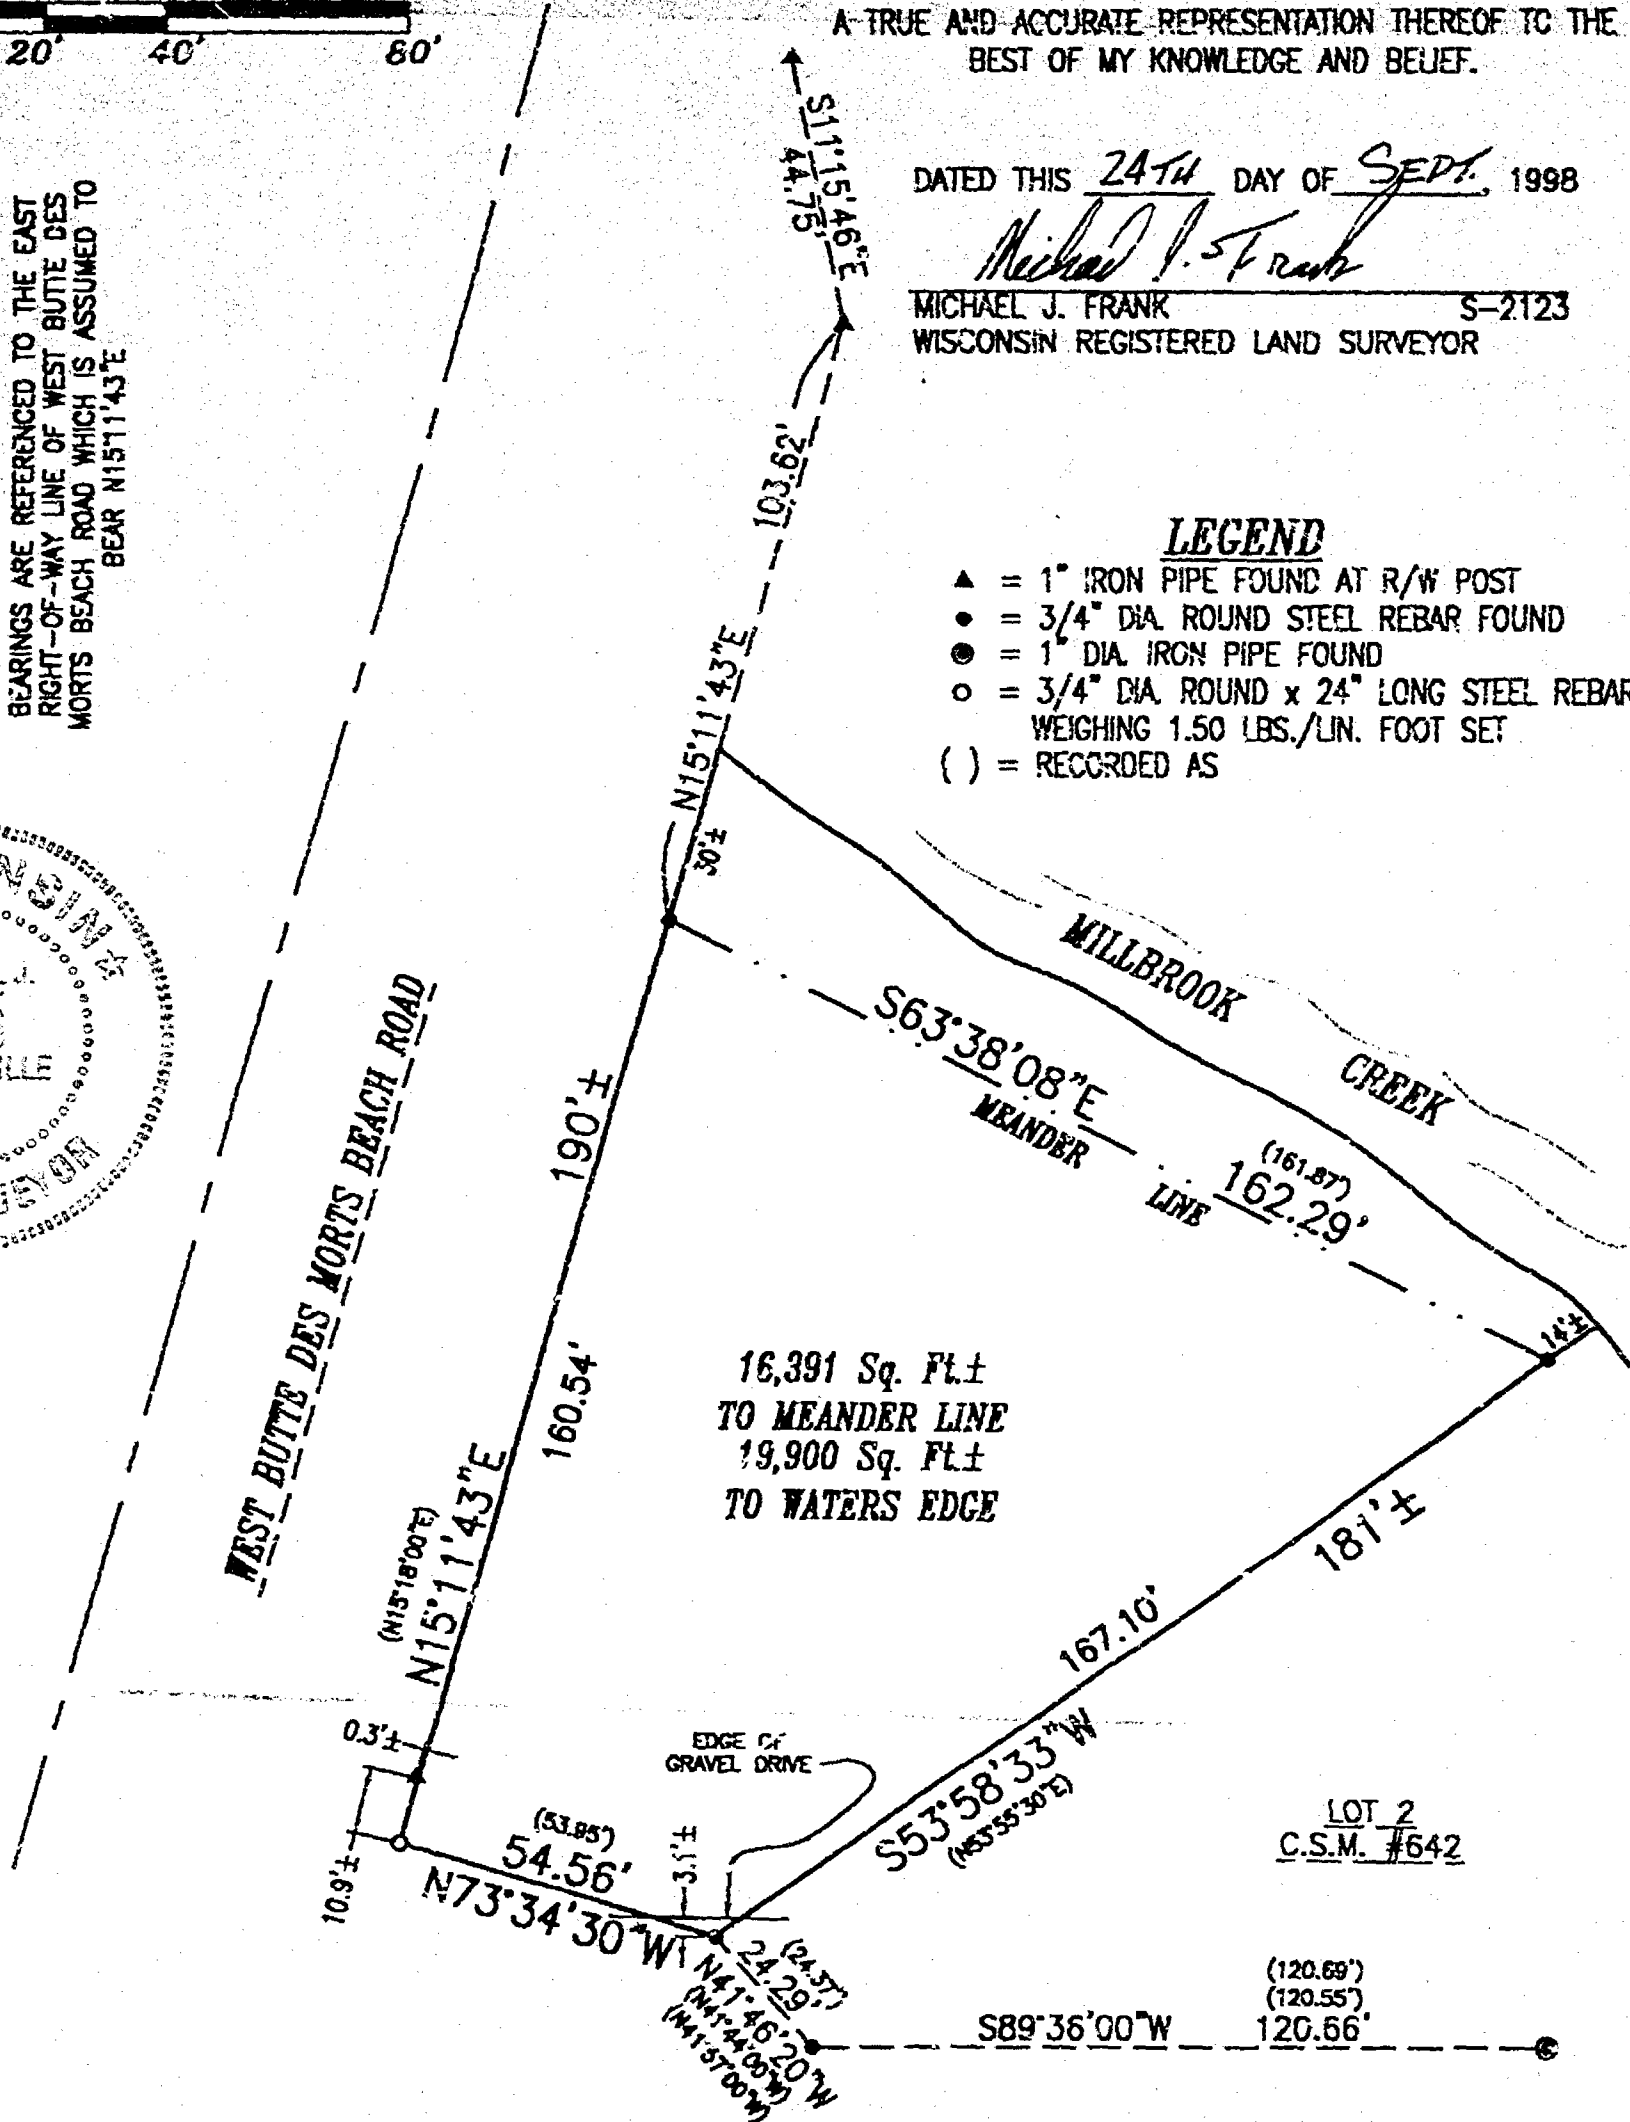 20' 40' 80'
A TRUE AND ACCURATE REPRESENTATION THEREOF TO THE
BEST OF MY KNOWLEDGE AND BELIEF.
DATED THIS 24TH DAY OF SEPT., 1998
MICHAEL J. FRANK S-2123
WISCONSIN REGISTERED LAND SURVEYOR
BEARINGS ARE REFERENCED TO THE EAST
RIGHT-OF-WAY LINE OF WEST BUTTE DES
MORTS BEACH ROAD WHICH IS ASSUMED TO
BEAR N15°11'43"E
S11°15'46"E
44.75'
103.62'
N15°11'43"E
30'±
LEGEND
▲ = 1" IRON PIPE FOUND AT R/W POST
● = 3/4" DIA. ROUND STEEL REBAR FOUND
= 1" DIA. IRON PIPE FOUND
○ = 3/4" DIA. ROUND x 24" LONG STEEL REBAR
WEIGHING 1.50 LBS./LIN. FOOT SET
( ) = RECORDED AS
NSIN
VEYOR
MILLBROOK
CREEK
S63°38'08"E
MEANDER
LINE
(161.87')
162.29'
14'±
WEST BUTTE DES MORTS BEACH ROAD
190'±
160.54'
N15°11'43"E
(N15°18'00"E)
16,391 Sq. Ft.±
TO MEANDER LINE
19,900 Sq. Ft.±
TO WATERS EDGE
181'±
167.10'
S53°58'33"W
(N53°55'30"E)
0.3'±
10.9'±
EDGE OF
GRAVEL DRIVE
3.1'±
(53.85')
54.56'
N73°34'30"W
(24.37')
24.29'
N41°46'20"W
(N41°44'00"W)
(N41°57'00"W)
LOT 2
C.S.M. #642
(120.69')
(120.55')
S89°36'00"W 120.66'